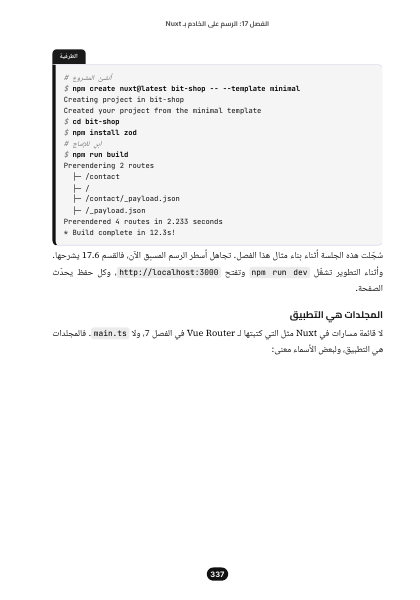 الفصل 17: الرسم على الخادم بـ Nuxt
الطرفية
# أنشئ المشروع
$ npm create nuxt@latest bit-shop -- --template minimal
Creating project in bit-shop
Created your project from the minimal template
$ cd bit-shop
$ npm install zod
# ابنِ للإنتاج
$ npm run build
Prerendering 2 routes
├─ /contact
├─ /
├─ /contact/_payload.json
├─ /_payload.json
Prerendered 4 routes in 2.233 seconds
✶ Build complete in 12.3s!
سُجّلت هذه الجلسة أثناء بناء مثال هذا الفصل. تجاهل أسطر الرسم المسبق الآن، فالقسم 17.6 يشرحها.
وأثناء التطوير تشغّل npm run dev وتفتح http://localhost:3000، وكل حفظ يحدّث
الصفحة.
المجلدات هي التطبيق
لا قائمة مسارات في Nuxt مثل التي كتبتها لـ Vue Router في الفصل 7، ولا main.ts. فالمجلدات
هي التطبيق، ولبعض الأسماء معنى:
337